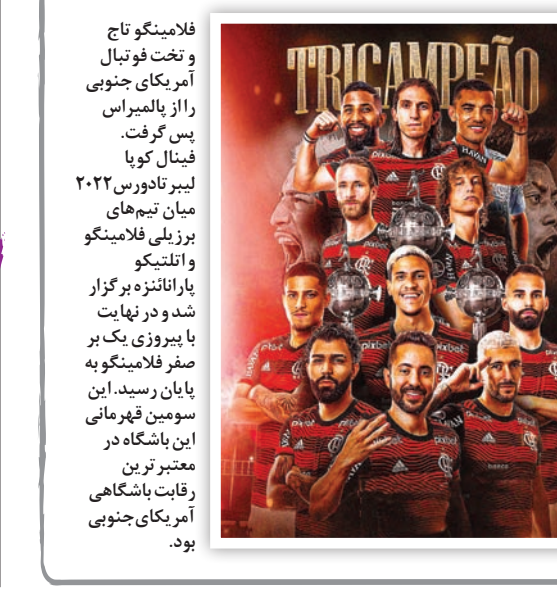 فلامینگو تاج
و تخت فوتبال
آمریکای جنوبی
را از پالمیراس
پس گرفت.
فینال کوپا
لیبرتادورس ۲۰۲۲
میان تیم‌های
برزیلی فلامینگو
و اتلتیکو
پارانائنزه برگزار
شد و در نهایت
با پیروزی یک بر
صفر فلامینگو به
پایان رسید. این
سومین قهرمانی
این باشگاه در
معتبرترین
رقابت باشگاهی
آمریکای جنوبی
بود.
TRICAMPEÃO